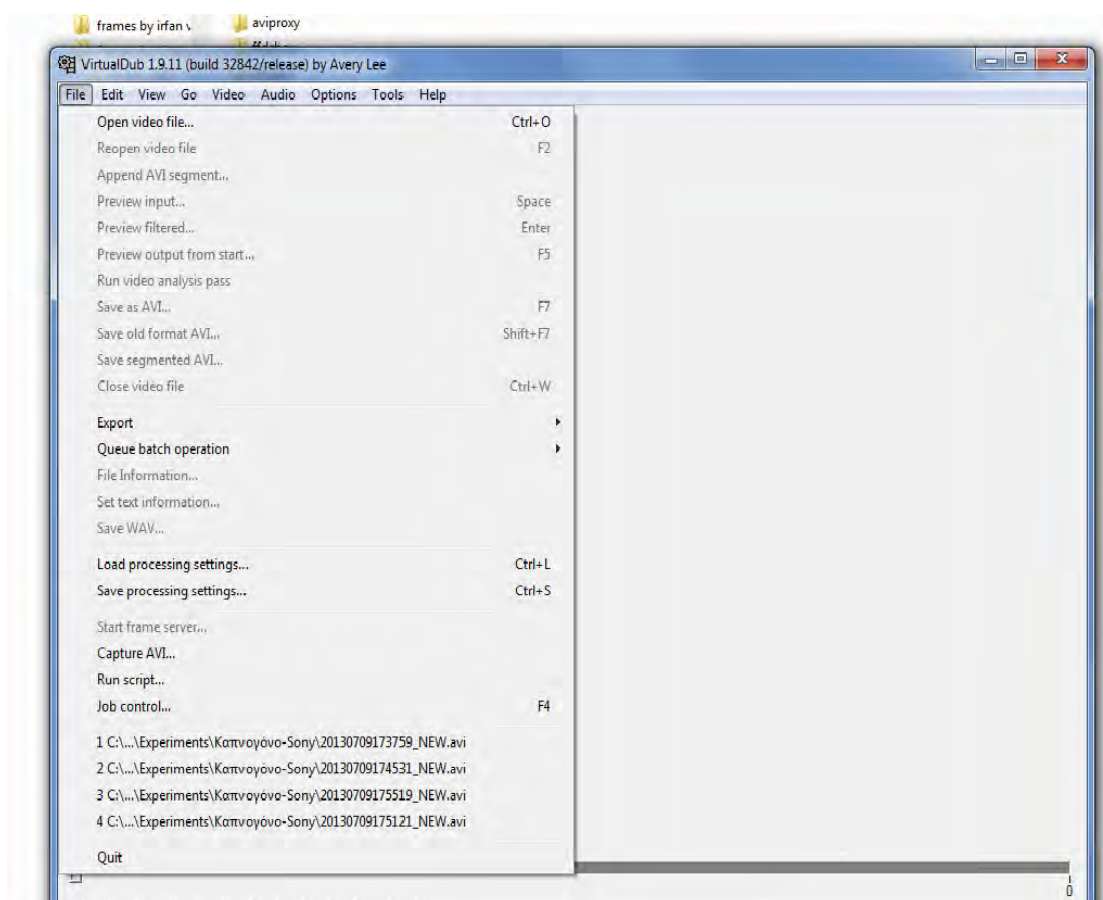 frames by irfan v
aviproxy
VirtualDub 1.9.11 (build 32842/release) by Avery Lee
File Edit View Go Video Audio Options Tools Help
Open video file... Ctrl+O
Reopen video file F2
Append AVI segment...
Preview input... Space
Preview filtered... Enter
Preview output from start... F5
Run video analysis pass
Save as AVI... F7
Save old format AVI... Shift+F7
Save segmented AVI...
Close video file Ctrl+W
Export
Queue batch operation
File Information...
Set text information...
Save WAV...
Load processing settings... Ctrl+L
Save processing settings... Ctrl+S
Start frame server...
Capture AVI...
Run script...
Job control... F4
1 C:\...\Experiments\Καπνογόνο-Sony\20130709173759_NEW.avi
2 C:\...\Experiments\Καπνογόνο-Sony\20130709174531_NEW.avi
3 C:\...\Experiments\Καπνογόνο-Sony\20130709175519_NEW.avi
4 C:\...\Experiments\Καπνογόνο-Sony\20130709175121_NEW.avi
Quit
0